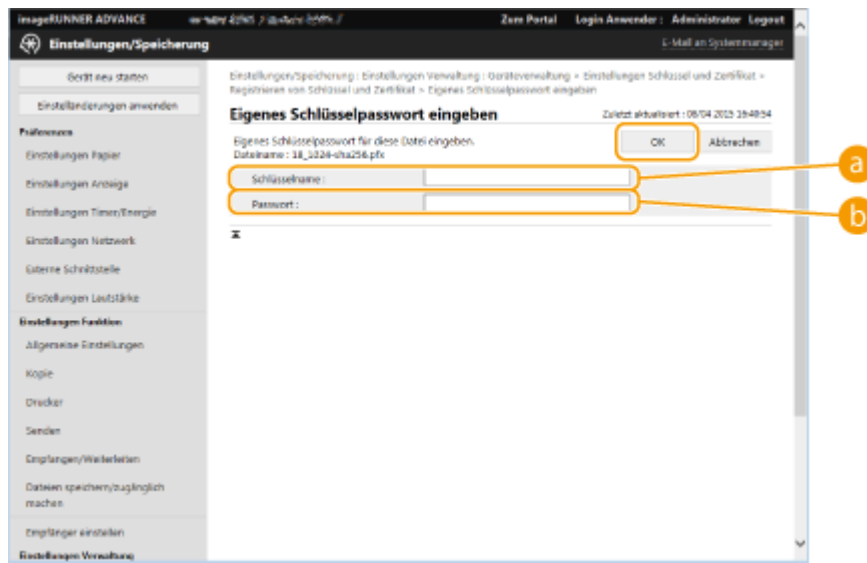 imageRUNNER ADVANCE
Zum Portal Login Anwender : Administrator Logout
Einstellungen/Speicherung
E-Mail an Systemmanager
Gerät neu starten
Einstelländerungen anwenden
Präferenzen
Einstellungen Papier
Einstellungen Anzeige
Einstellungen Timer/Energie
Einstellungen Netzwerk
Externe Schnittstelle
Einstellungen Lautstärke
Einstellungen Funktion
Allgemeine Einstellungen
Kopie
Drucker
Senden
Empfangen/Weiterleiten
Dateien speichern/zugänglich
machen
Empfänger einstellen
Einstellungen Verwaltung
Einstellungen/Speicherung : Einstellungen Verwaltung : Geräteverwaltung > Einstellungen Schlüssel und Zertifikat >
Registrieren von Schlüssel und Zertifikat > Eigenes Schlüsselpasswort eingeben
Eigenes Schlüsselpasswort eingeben
Zuletzt aktualisiert : 08/04 2015 19:40:54
Eigenes Schlüsselpasswort für diese Datei eingeben.
Dateiname : 18_1024-sha256.pfx
OK
Abbrechen
Schlüsselname :
a
Passwort :
b